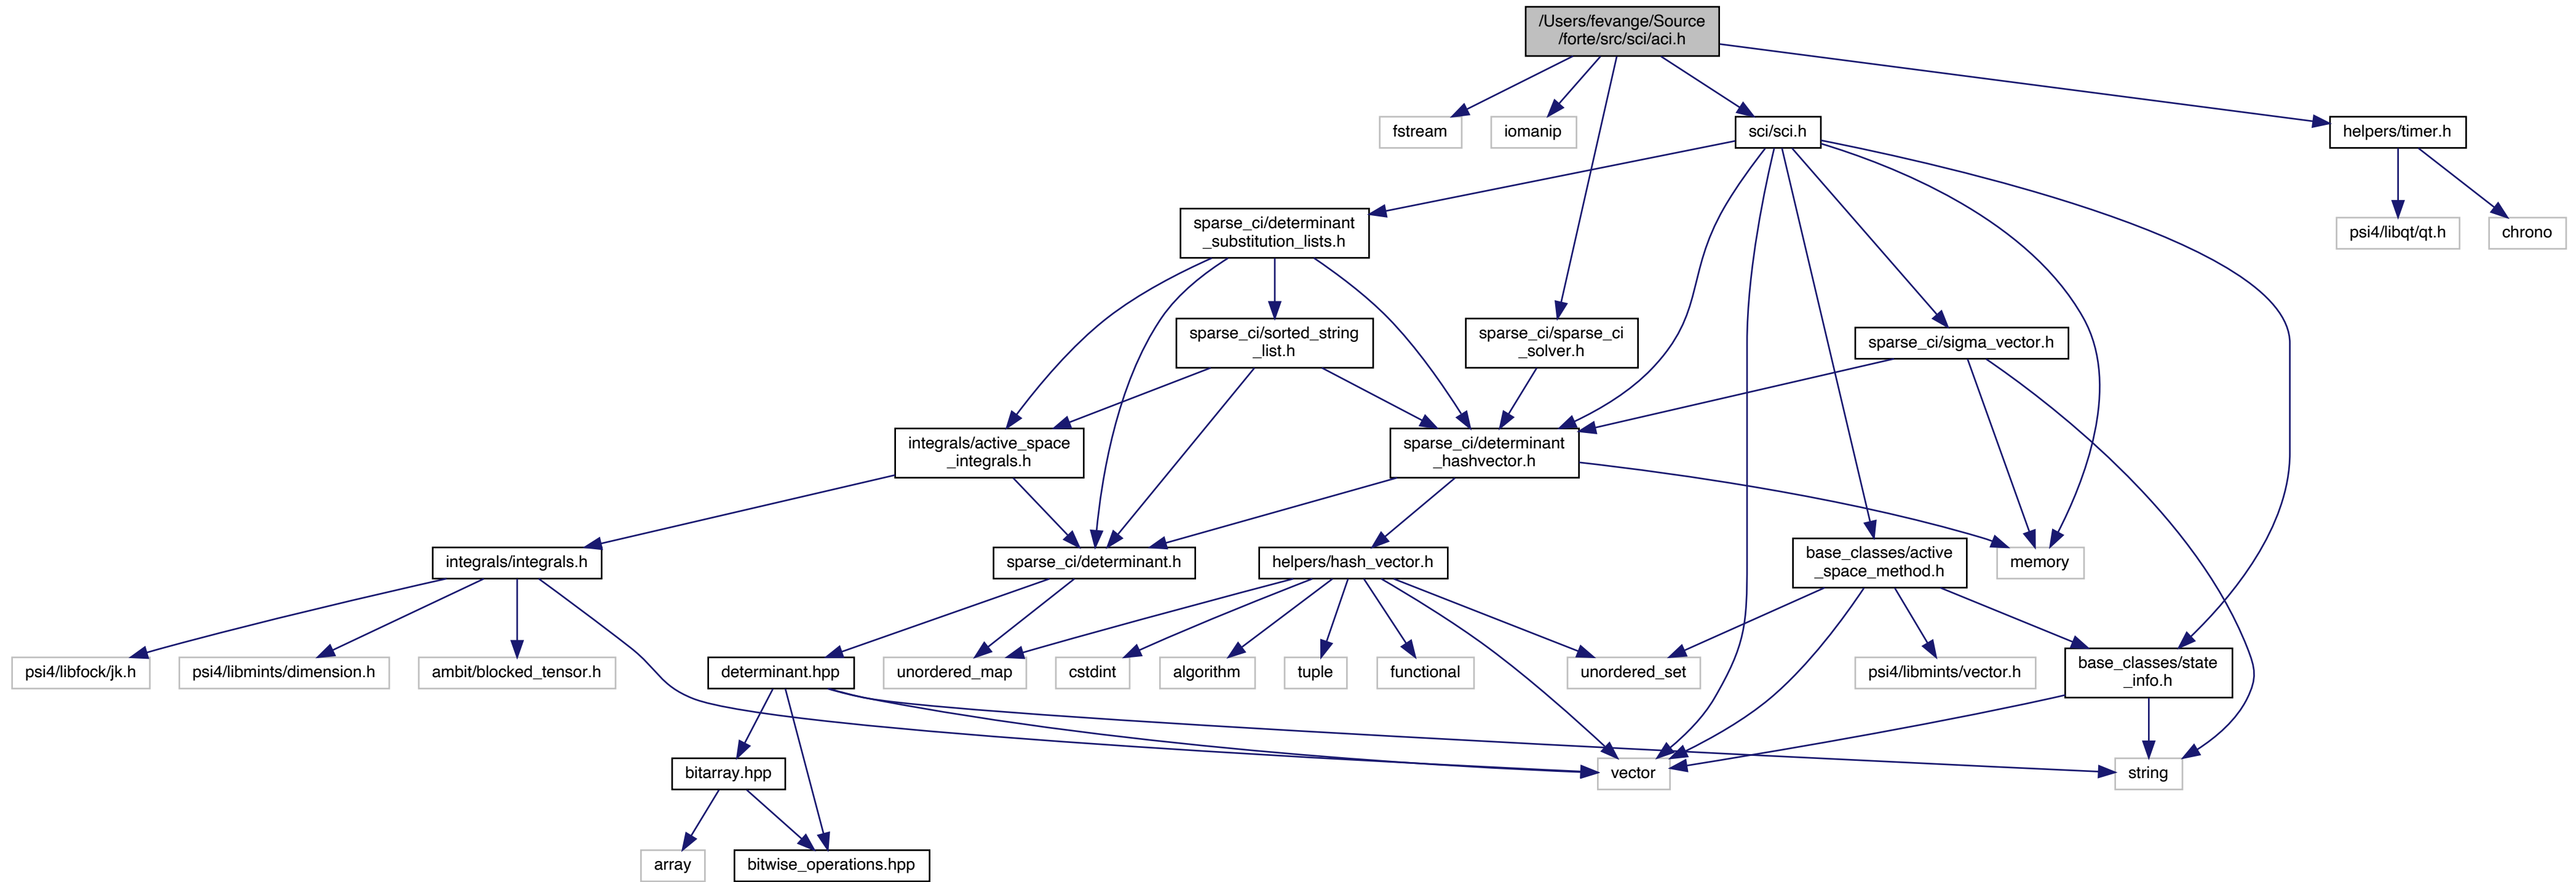 /Users/fevange/Source
/forte/src/sci/aci.h
fstream
iomanip
sci/sci.h
helpers/timer.h
sparse_ci/determinant
_substitution_lists.h
psi4/libqt/qt.h
chrono
sparse_ci/sorted_string
_list.h
sparse_ci/sparse_ci
_solver.h
sparse_ci/sigma_vector.h
integrals/active_space
_integrals.h
sparse_ci/determinant
_hashvector.h
integrals/integrals.h
sparse_ci/determinant.h
helpers/hash_vector.h
base_classes/active
_space_method.h
memory
psi4/libfock/jk.h
psi4/libmints/dimension.h
ambit/blocked_tensor.h
determinant.hpp
unordered_map
cstdint
algorithm
tuple
functional
unordered_set
psi4/libmints/vector.h
base_classes/state
_info.h
bitarray.hpp
vector
string
array
bitwise_operations.hpp